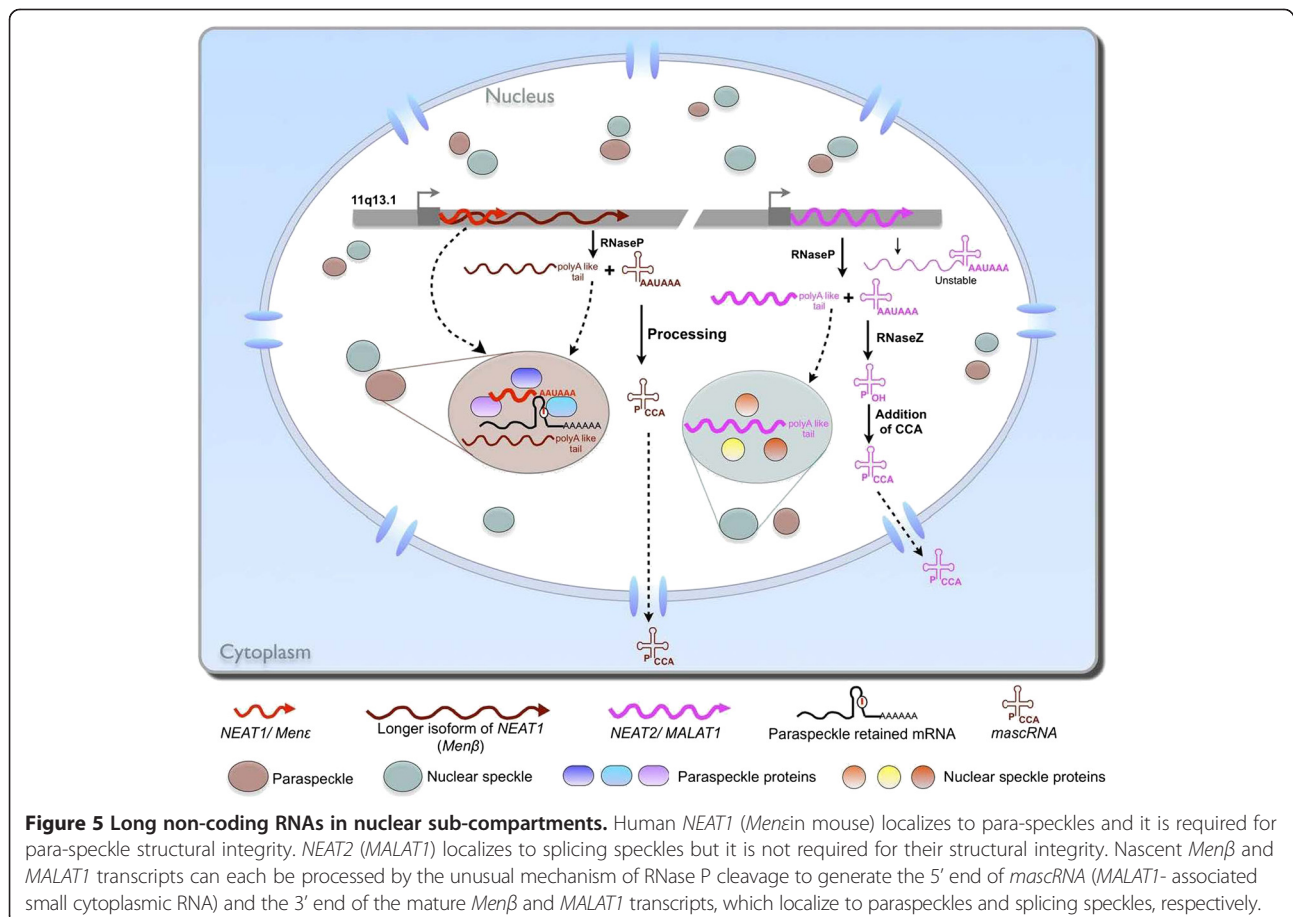 Nucleus
11q13.1
RNaseP
polyA like
tail
+
AAUAAA
RNaseP
AAUAAA
Unstable
polyA like
tail
+
AAUAAA
Processing
RNaseZ
P
OH
Addition
of CCA
P
CCA
P
CCA
AAUAAA
I
AAAAAA
polyA like
tail
polyA like
tail
P
CCA
P
CCA
Cytoplasm
NEAT1/ Menε
Longer isoform of NEAT1
(Menβ)
NEAT2/ MALAT1
I
AAAAAA
Paraspeckle retained mRNA
P
CCA
mascRNA
Paraspeckle
Nuclear speckle
Paraspeckle proteins
Nuclear speckle proteins
Figure 5 Long non-coding RNAs in nuclear sub-compartments. Human NEAT1 (Menεin mouse) localizes to para-speckles and it is required for
para-speckle structural integrity. NEAT2 (MALAT1) localizes to splicing speckles but it is not required for their structural integrity. Nascent Menβ and
MALAT1 transcripts can each be processed by the unusual mechanism of RNase P cleavage to generate the 5′ end of mascRNA (MALAT1- associated
small cytoplasmic RNA) and the 3′ end of the mature Menβ and MALAT1 transcripts, which localize to paraspeckles and splicing speckles, respectively.